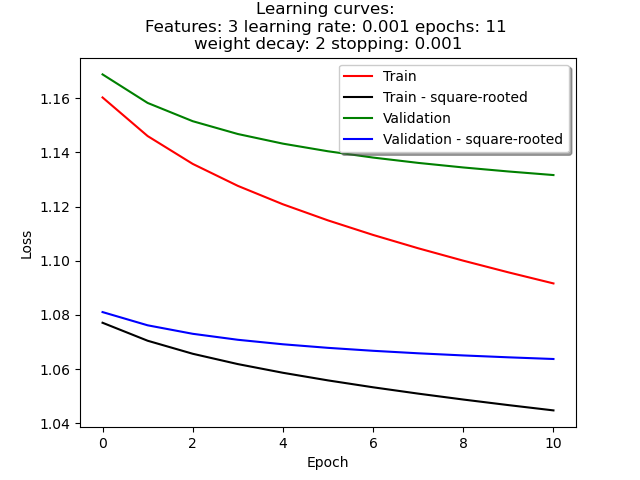 Learning curves:
Features: 3 learning rate: 0.001 epochs: 11
weight decay: 2 stopping: 0.001
Train
Train - square-rooted
Validation
Validation - square-rooted
1.16
1.14
1.12
1.10
1.08
1.06
1.04
Loss
0 2 4 6 8 10
Epoch